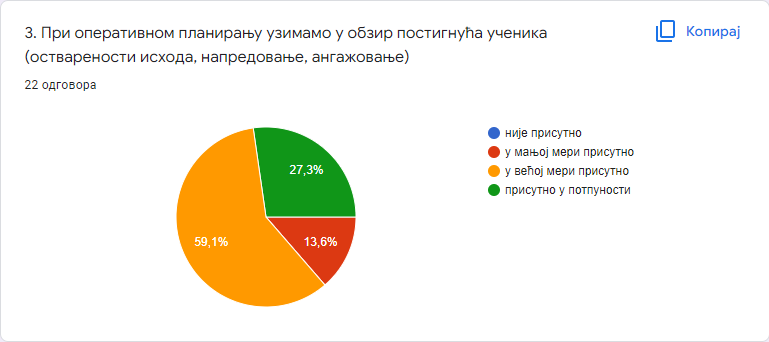 3. При оперативном планирању узимамо у обзир постигнућа ученика
(остварености исхода, напредовање, ангажовање)
Копирај
22 одговора
27,3%
59,1%
13,6%
није присутно
у мањој мери присутно
у већој мери присутно
присутно у потпуности